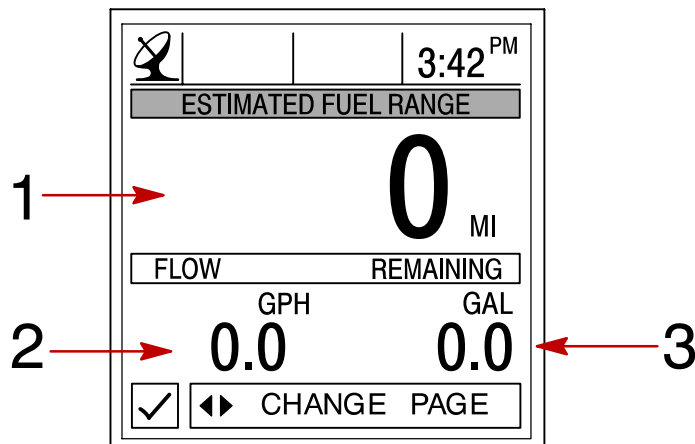 3:42 PM
ESTIMATED FUEL RANGE
1
0 MI
FLOW REMAINING
GPH GAL
2
0.0 0.0
3
CHANGE PAGE